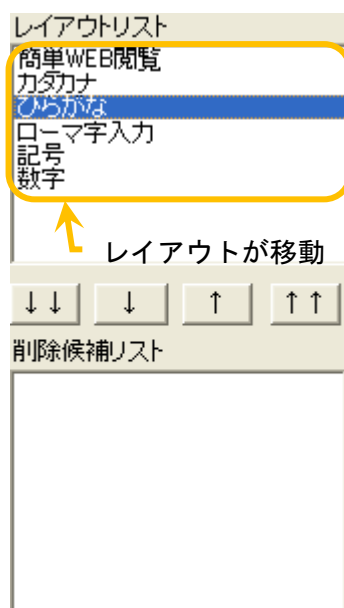 レイアウトリスト
簡単WEB閲覧
カタカナ
ひらがな
ローマ字入力
記号
数字
レイアウトが移動
↓↓ ↓ ↑ ↑↑
削除候補リスト